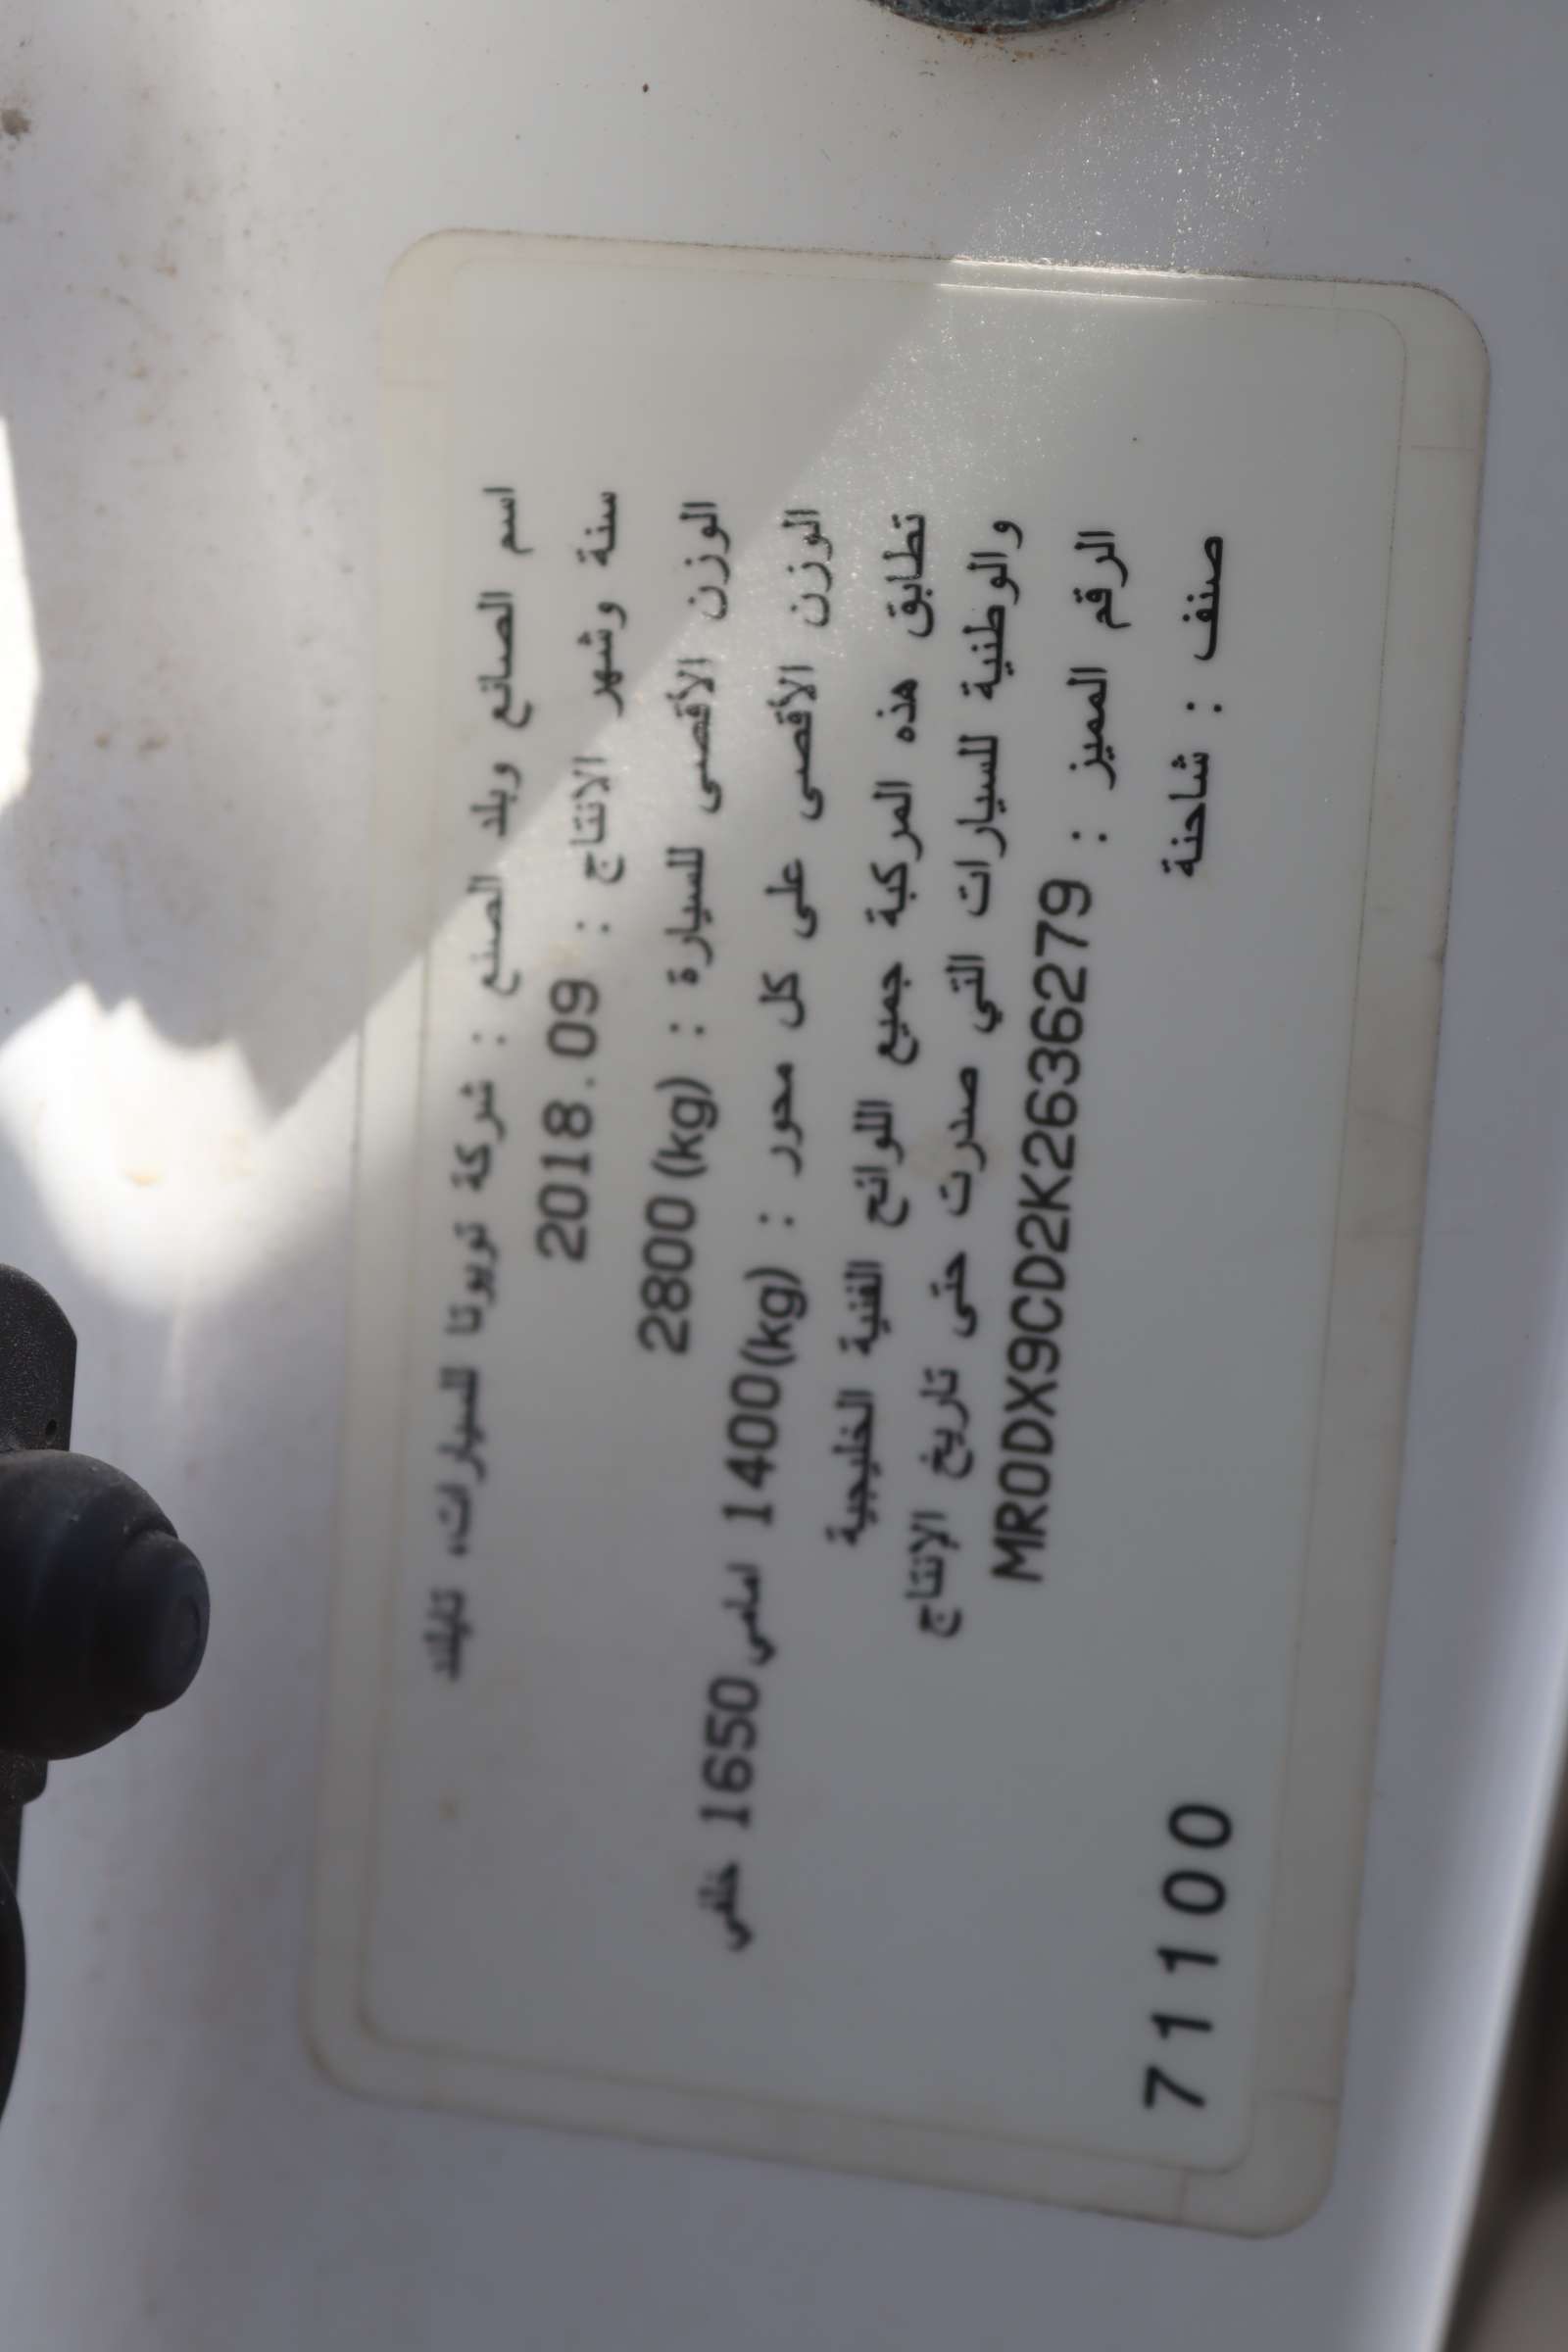 اسم الصانع وبلد الصنع : شركة تويوتا للسيارات، تايلند
سنة وشهر الانتاج : 2018.09
الوزن الأقصى للسيارة : 2800 (kg)
الوزن الأقصى على كل محور : 1400(kg) امامي 1650 خلفي
تطابق هذه المركبة جميع اللوائح الفنية الخليجية
والوطنية للسيارات التي صدرت حتى تاريخ الإنتاج
الرقم المميز : MR0DX9CD2K2636279
صنف : شاحنة
71100